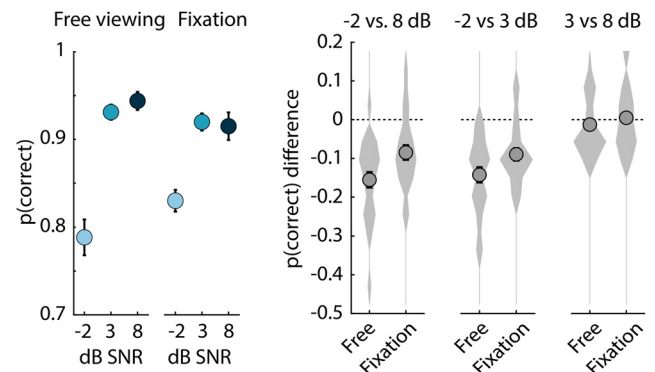 Free viewing Fixation
1
0.9
0.8
0.7
p(correct)
-2 3 8 -2 3 8
dB SNR dB SNR
-2 vs. 8 dB -2 vs 3 dB 3 vs 8 dB
0.2
0.1
0
-0.1
-0.2
-0.3
-0.4
-0.5
p(correct) difference
Free Fixation Free Fixation Free Fixation